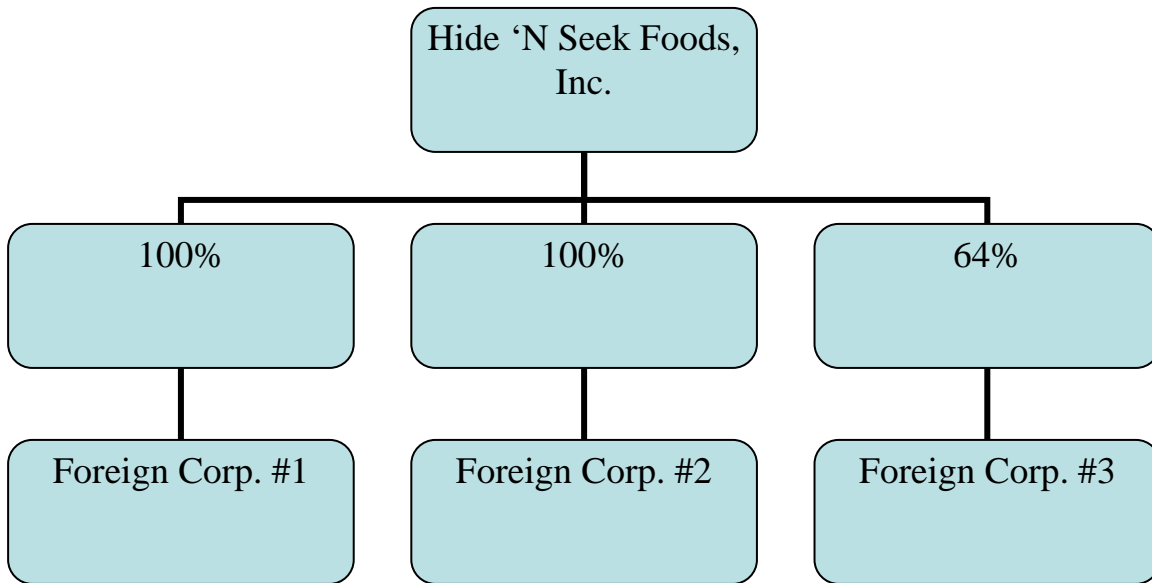 Hide ‘N Seek Foods,
Inc.
100%
100%
64%
Foreign Corp. #1
Foreign Corp. #2
Foreign Corp. #3